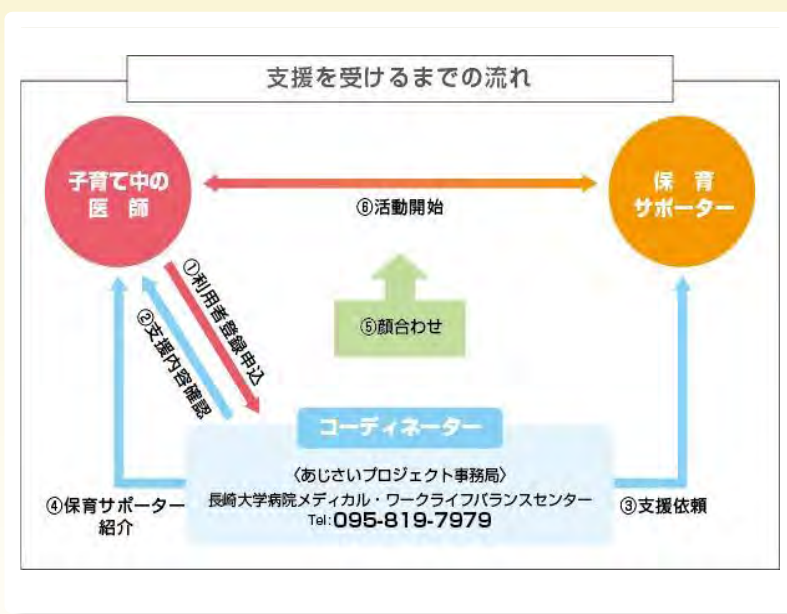 支援を受けるまでの流れ
子育て中の
医 師
保 育
サポーター
⑥活動開始
①利用者登録申込
②支援内容確認
⑤顔合わせ
コーディネーター
〈あじさいプロジェクト事務局〉
長崎大学病院メディカル・ワークライフバランスセンター
Tel:095-819-7979
④保育サポーター
紹介
③支援依頼